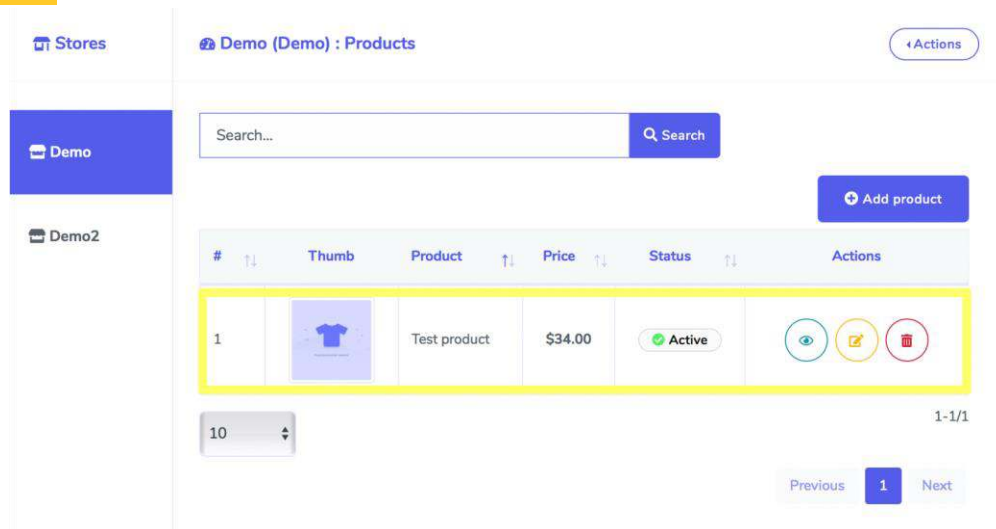 Stores
Demo (Demo) : Products
Actions
Search...
Search
Demo
Add product
Demo2
# Thumb Product Price Status Actions
1 Test product $34.00 Active
10
1-1/1
Previous 1 Next